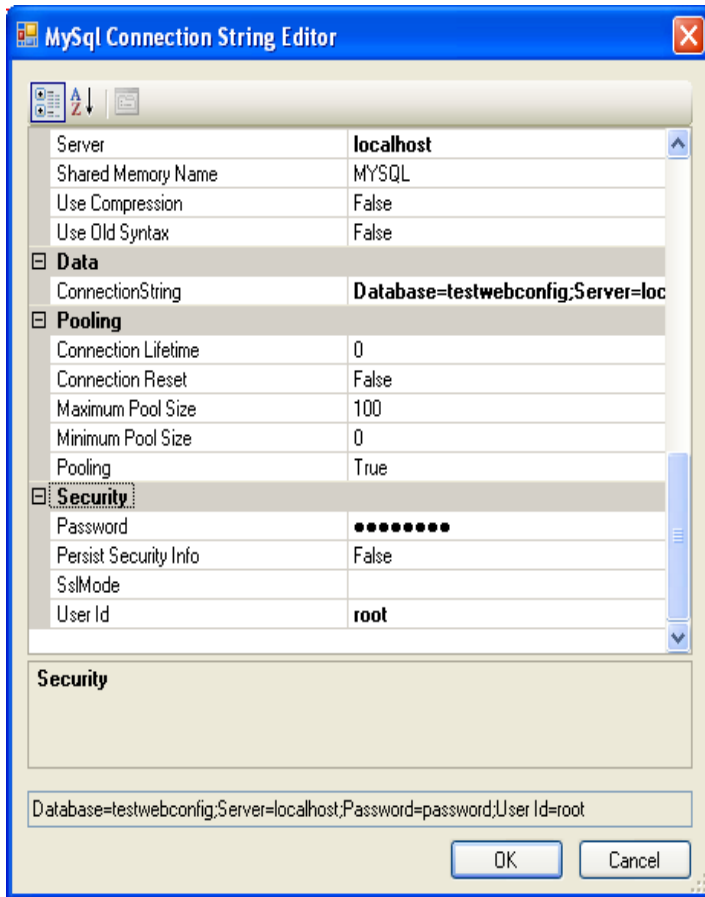 MySql Connection String Editor
Server localhost
Shared Memory Name MYSQL
Use Compression False
Use Old Syntax False
Data
ConnectionString Database=testwebconfig;Server=loc
Pooling
Connection Lifetime 0
Connection Reset False
Maximum Pool Size 100
Minimum Pool Size 0
Pooling True
Security
Password ●●●●●●●●
Persist Security Info False
SslMode
User Id root
Security
Database=testwebconfig;Server=localhost;Password=password;User Id=root
OK Cancel